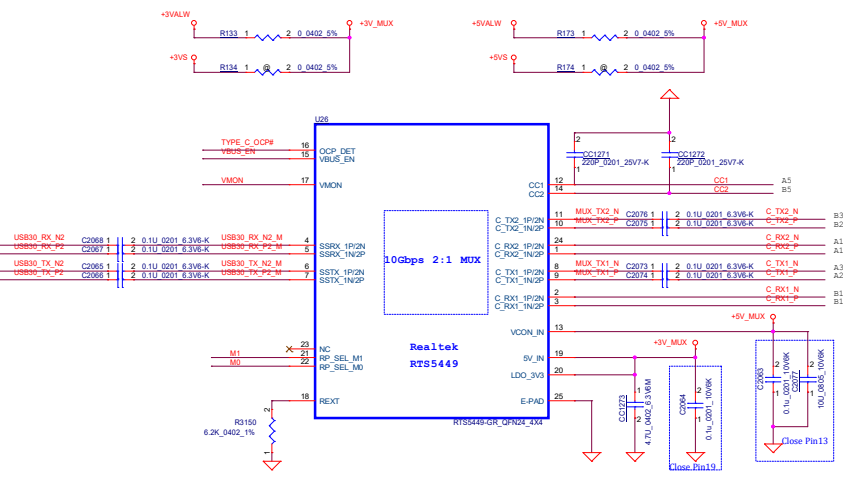 +3VALW +3V_MUX +5VALW +5V_MUX
R133 1 2 0_0402_5% R173 1 2 0_0402_5%
+3VS +5VS
R134 1 @ 2 0_0402_5% R174 1 @ 2 0_0402_5%
U26
TYPE_C_OCP# 16 OCP_DET
VBUS_EN 15 VBUS_EN
VMON 17 VMON
CC1271
220P_0201_25V7-K
CC1272
220P_0201_25V7-K
CC1 12 CC1 A5
CC2 14 CC2 B5
C_TX2_1P/2N 11 MUX_TX2_N C2076 1 2 0.1U_0201_6.3V6-K C_TX2_N B3
C_TX2_1N/2P 10 MUX_TX2_P C2075 1 2 0.1U_0201_6.3V6-K C_TX2_P B2
C_RX2_1P/2N 24 C_RX2_N A1
C_RX2_1N/2P 1 C_RX2_P A1
C_TX1_1P/2N 8 MUX_TX1_N C2073 1 2 0.1U_0201_6.3V6-K C_TX1_N A3
C_TX1_1N/2P 9 MUX_TX1_P C2074 1 2 0.1U_0201_6.3V6-K C_TX1_P A2
C_RX1_1P/2N 2 C_RX1_N B1
C_RX1_1N/2P 3 C_RX1_P B1
USB30_RX_N2 C2068 1 2 0.1U_0201_6.3V6-K USB30_RX_N2_M 4 SSRX_1P/2N
USB30_RX_P2 C2067 1 2 0.1U_0201_6.3V6-K USB30_RX_P2_M 5 SSRX_1N/2P
USB30_TX_N2 C2065 1 2 0.1U_0201_6.3V6-K USB30_TX_N2_M 6 SSTX_1P/2N
USB30_TX_P2 C2066 1 2 0.1U_0201_6.3V6-K USB30_TX_P2_M 7 SSTX_1N/2P
10Gbps 2:1 MUX
Realtek
RTS5449
23 NC
M1 21 RP_SEL_M1
M0 22 RP_SEL_M0
18 REXT
R3150
6.2K_0402_1%
1 2
VCON_IN 13 +5V_MUX
5V_IN 19 +3V_MUX
LDO_3V3 20
E-PAD 25
RTS5449-GR_QFN24_4X4
CC1273
4.7U_0402_6.3V6M
C2064
0.1u_0201_10V6K
Close Pin19
C2063
0.1u_0201_10V6K
C2077
10U_0805_10V6K
Close Pin13